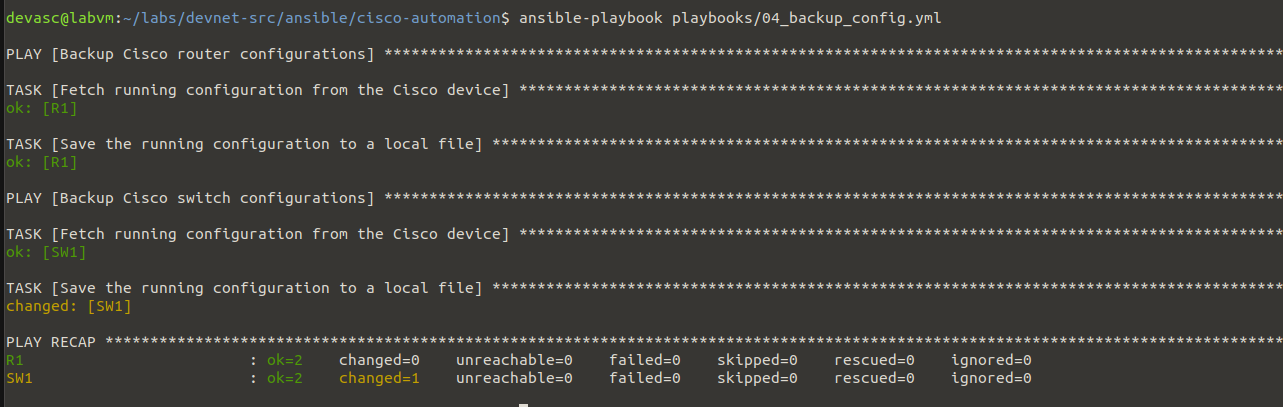 devasc@labvm:~/labs/devnet-src/ansible/cisco-automation$ ansible-playbook playbooks/04_backup_config.yml
PLAY [Backup Cisco router configurations] ****************************************************************************************************
TASK [Fetch running configuration from the Cisco device] *************************************************************************************
ok: [R1]
TASK [Save the running configuration to a local file] ****************************************************************************************
ok: [R1]
PLAY [Backup Cisco switch configurations] ****************************************************************************************************
TASK [Fetch running configuration from the Cisco device] *************************************************************************************
ok: [SW1]
TASK [Save the running configuration to a local file] ****************************************************************************************
changed: [SW1]
PLAY RECAP ***********************************************************************************************************************************
R1                         : ok=2    changed=0    unreachable=0    failed=0    skipped=0    rescued=0    ignored=0
SW1                        : ok=2    changed=1    unreachable=0    failed=0    skipped=0    rescued=0    ignored=0